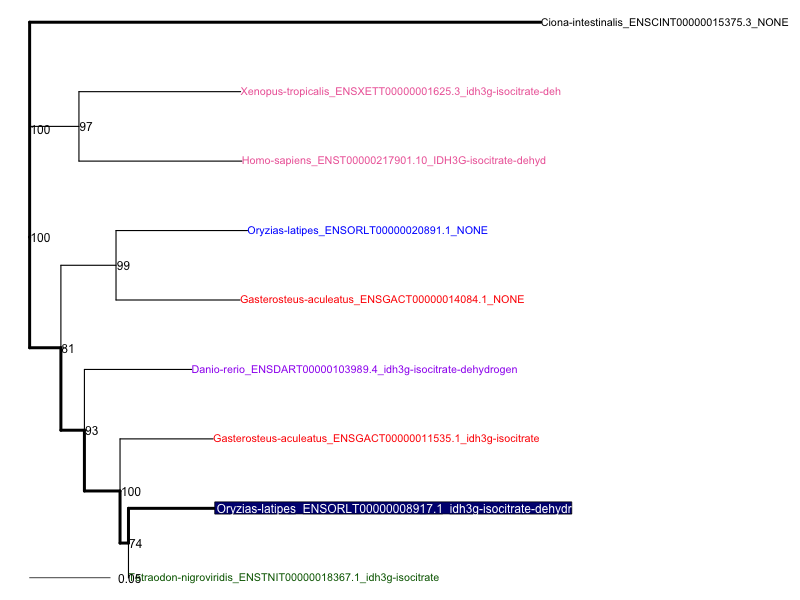 Ciona-intestinalis_ENSCINT00000015375.3_NONE
Xenopus-tropicalis_ENSXETT00000001625.3_idh3g-isocitrate-deh
100
97
Homo-sapiens_ENST00000217901.10_IDH3G-isocitrate-dehyd
Oryzias-latipes_ENSORLT00000020891.1_NONE
100
99
Gasterosteus-aculeatus_ENSGACT00000014084.1_NONE
81
Danio-rerio_ENSDART00000103989.4_idh3g-isocitrate-dehydrogen
93
Gasterosteus-aculeatus_ENSGACT00000011535.1_idh3g-isocitrate
100
Oryzias-latipes_ENSORLT00000008917.1_idh3g-isocitrate-dehydr
74
0.05
Tetraodon-nigroviridis_ENSTNIT00000018367.1_idh3g-isocitrate